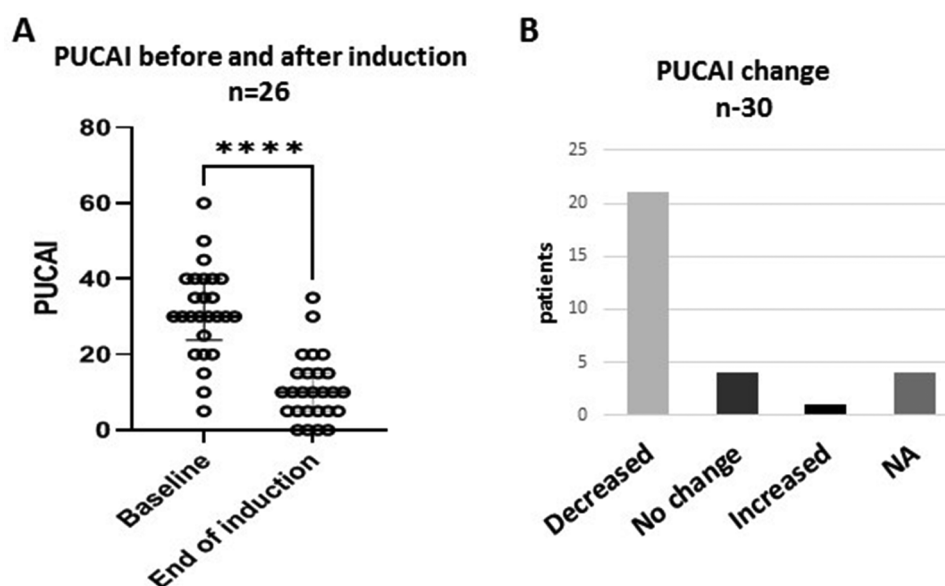 A
PUCAI before and after induction
n=26
80
60
40
20
0
PUCAI
****
Baseline
End of induction
B
PUCAI change
n-30
25
20
15
10
5
0
patients
Decreased
No change
Increased
NA